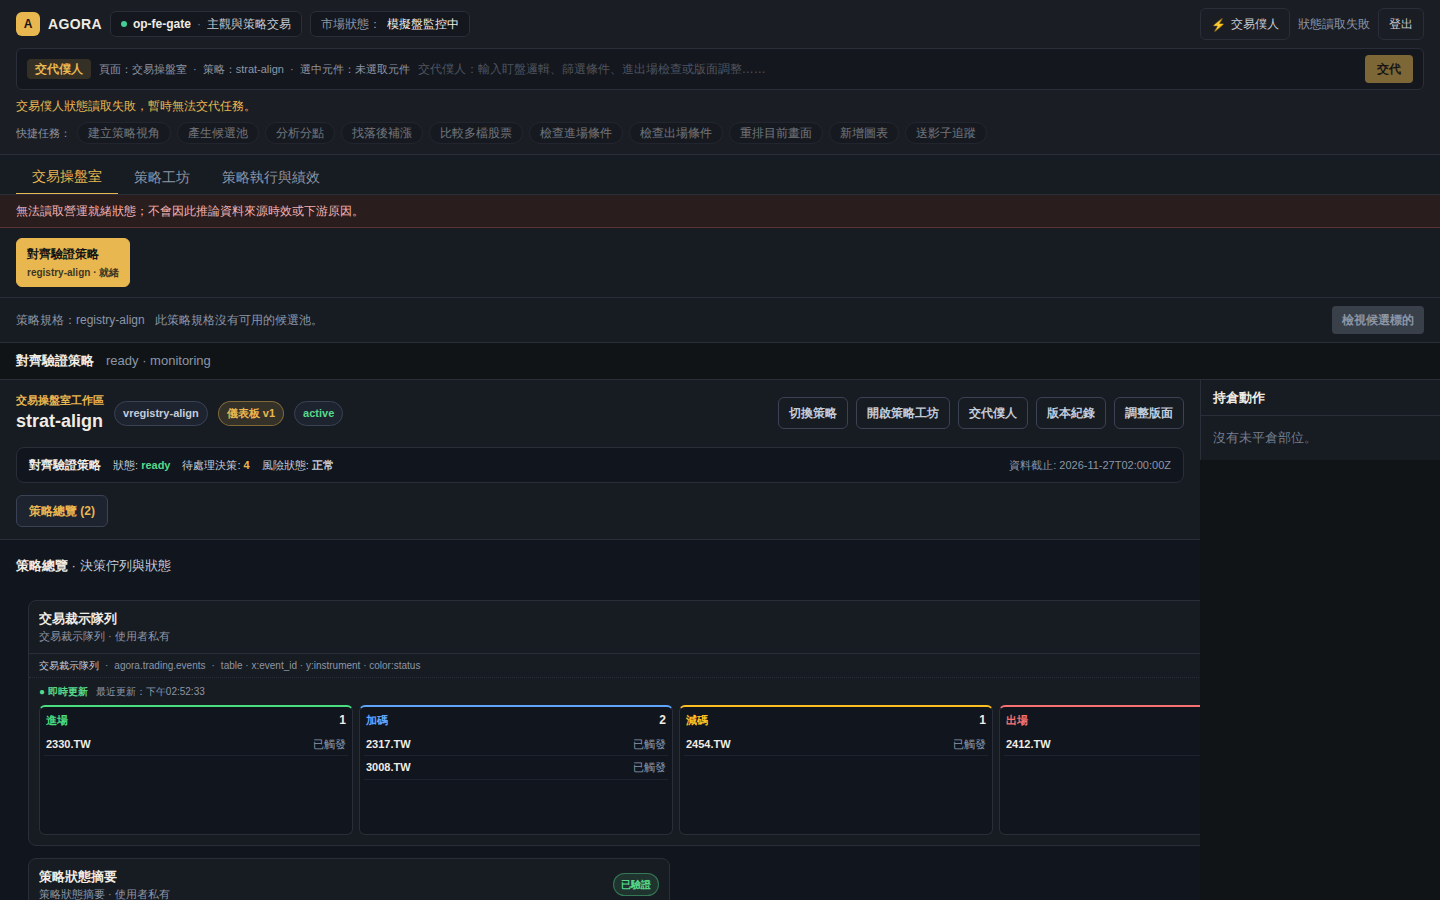 A AGORA op-fe-gate · 主觀與策略交易 市場狀態： 模擬盤監控中 ⚡ 交易僕人 狀態讀取失敗 登出
交代僕人 頁面：交易操盤室 · 策略：strat-align · 選中元件：未選取元件 交代僕人：輸入盯盤邏輯、篩選條件、進出場檢查或版面調整…… 交代
交易僕人狀態讀取失敗，暫時無法交代任務。
快捷任務： 建立策略視角 產生候選池 分析分點 找落後補漲 比較多檔股票 檢查進場條件 檢查出場條件 重排目前畫面 新增圖表 送影子追蹤
交易操盤室 策略工坊 策略執行與績效
無法讀取營運就緒狀態；不會因此推論資料來源時效或下游原因。
對齊驗證策略
registry-align · 就緒
策略規格：registry-align 此策略規格沒有可用的候選池。 檢視候選標的
對齊驗證策略 ready · monitoring
交易操盤室工作區
strat-align vregistry-align 儀表板 v1 active 切換策略 開啟策略工坊 交代僕人 版本紀錄 調整版面
持倉動作
沒有未平倉部位。
對齊驗證策略 狀態: ready 待處理決策: 4 風險狀態: 正常 資料截止: 2026-11-27T02:00:00Z
策略總覽 (2)
策略總覽 · 決策佇列與狀態
交易裁示隊列
交易裁示隊列 · 使用者私有
交易裁示隊列 · agora.trading.events · table · x:event_id · y:instrument · color:status
● 即時更新 最近更新：下午02:52:33
進場 1 加碼 2 減碼 1 出場
2330.TW 已觸發 2317.TW 已觸發 2454.TW 已觸發 2412.TW
3008.TW 已觸發
策略狀態摘要 已驗證
策略狀態摘要 · 使用者私有